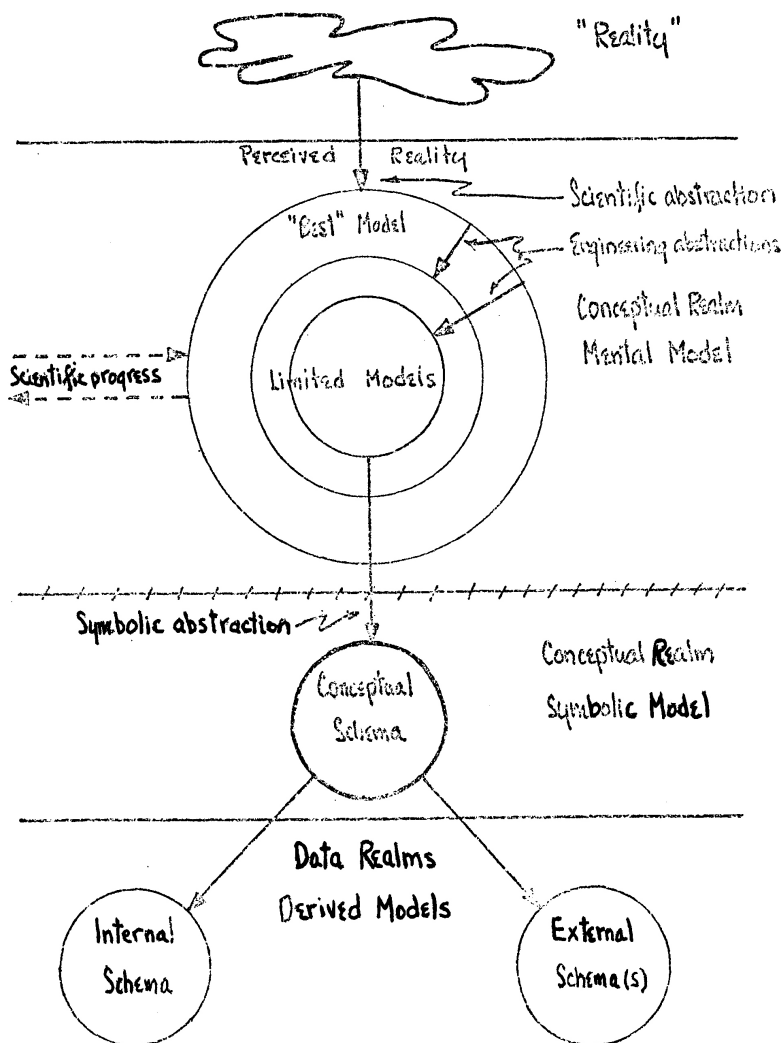 "Reality"
Perceived Reality
Scientific abstraction
"Best" Model
Engineering abstractions
Conceptual Realm
Mental Model
Scientific progress
Limited Models
Symbolic abstraction
Conceptual Realm
Symbolic Model
Conceptual
Schema
Data Realms
Derived Models
Internal
Schema
External
Schema(s)